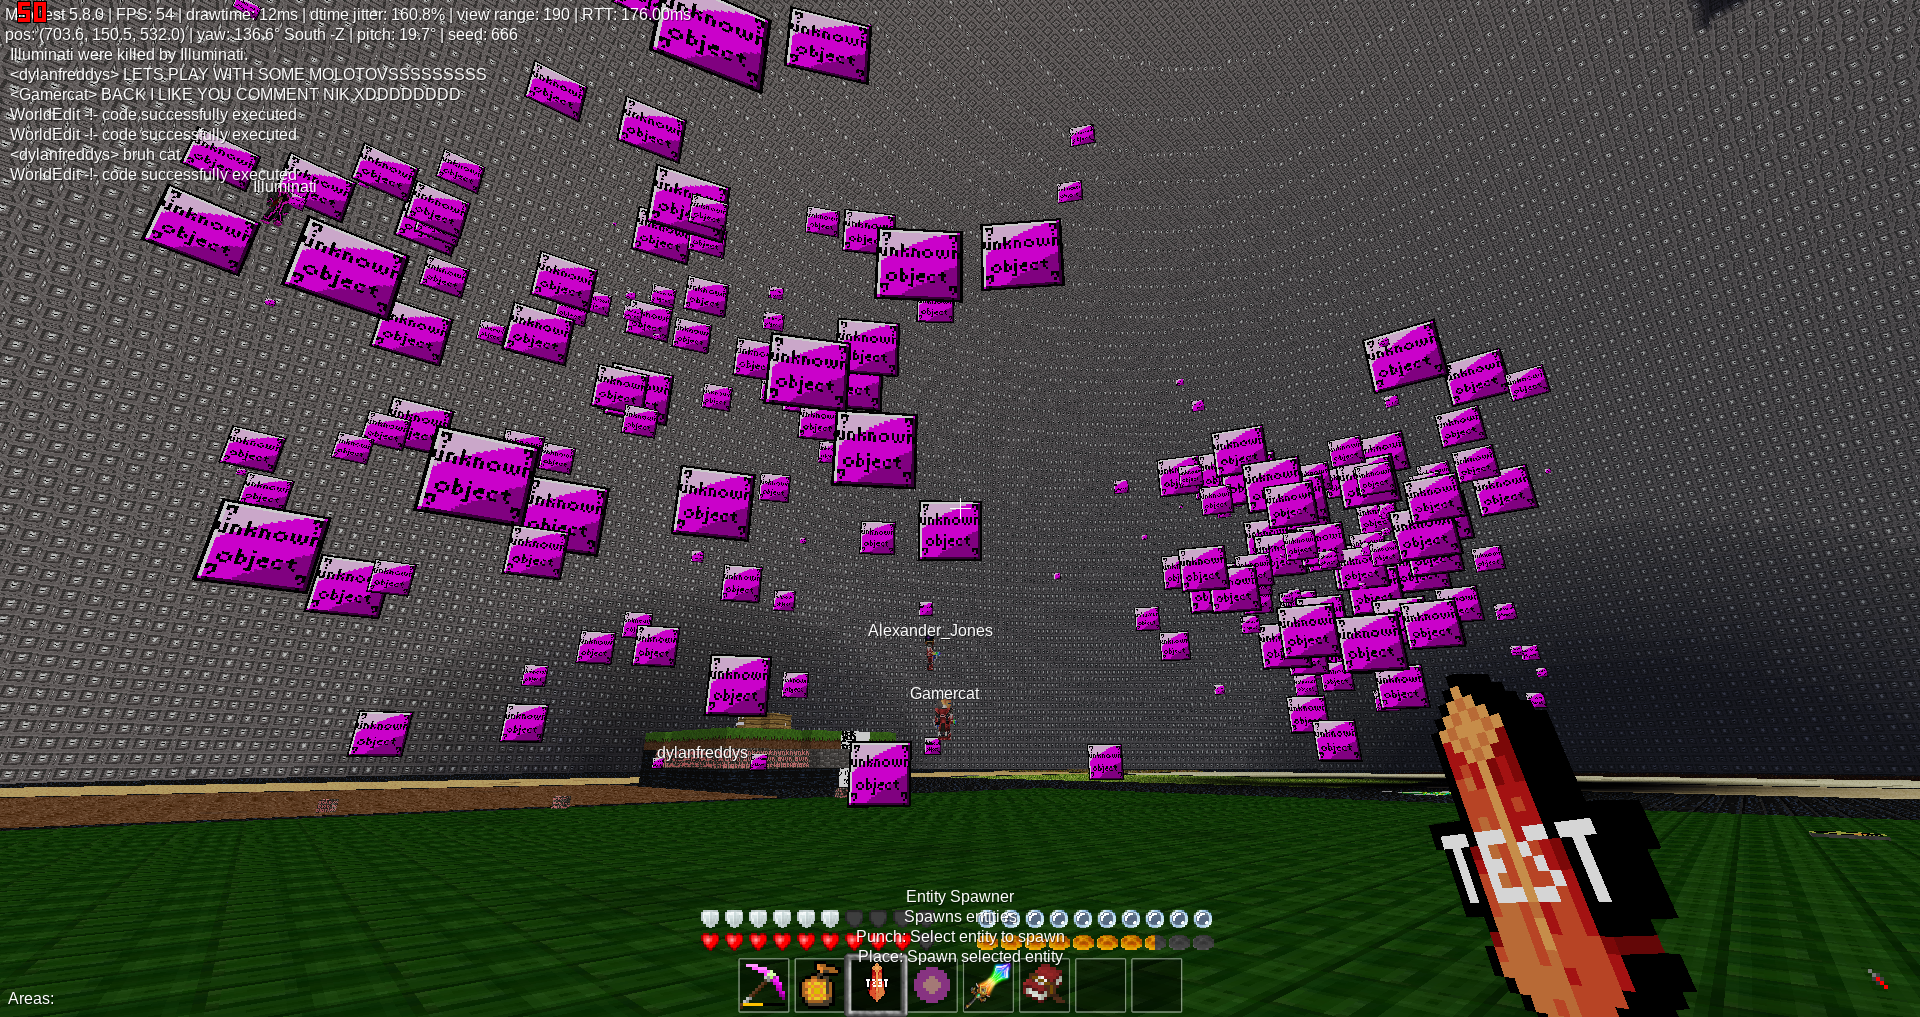 Minetest 5.8.0 | FPS: 54 | drawtime: 12ms | dtime jitter: 160.8% | view range: 190 | RTT: 176.00ms
50
pos: (703.6, 150.5, 532.0) | yaw: 136.6° South -Z | pitch: 19.7° | seed: 666
Illuminati were killed by Illuminati.
<dylanfreddys> LETS PLAY WITH SOME MOLOTOVSSSSSSSSS
<Gamercat> BACK I LIKE YOU COMMENT NIK XDDDDDDDD
WorldEdit -!- code successfully executed
WorldEdit -!- code successfully executed
<dylanfreddys> bruh cat
WorldEdit -!- code successfully executed
Illuminati
unknown
object
Alexander_Jones
Gamercat
dylanfreddys
TEST
Entity Spawner
Spawns entities
Punch: Select entity to spawn
Place: Spawn selected entity
TEST
Areas: